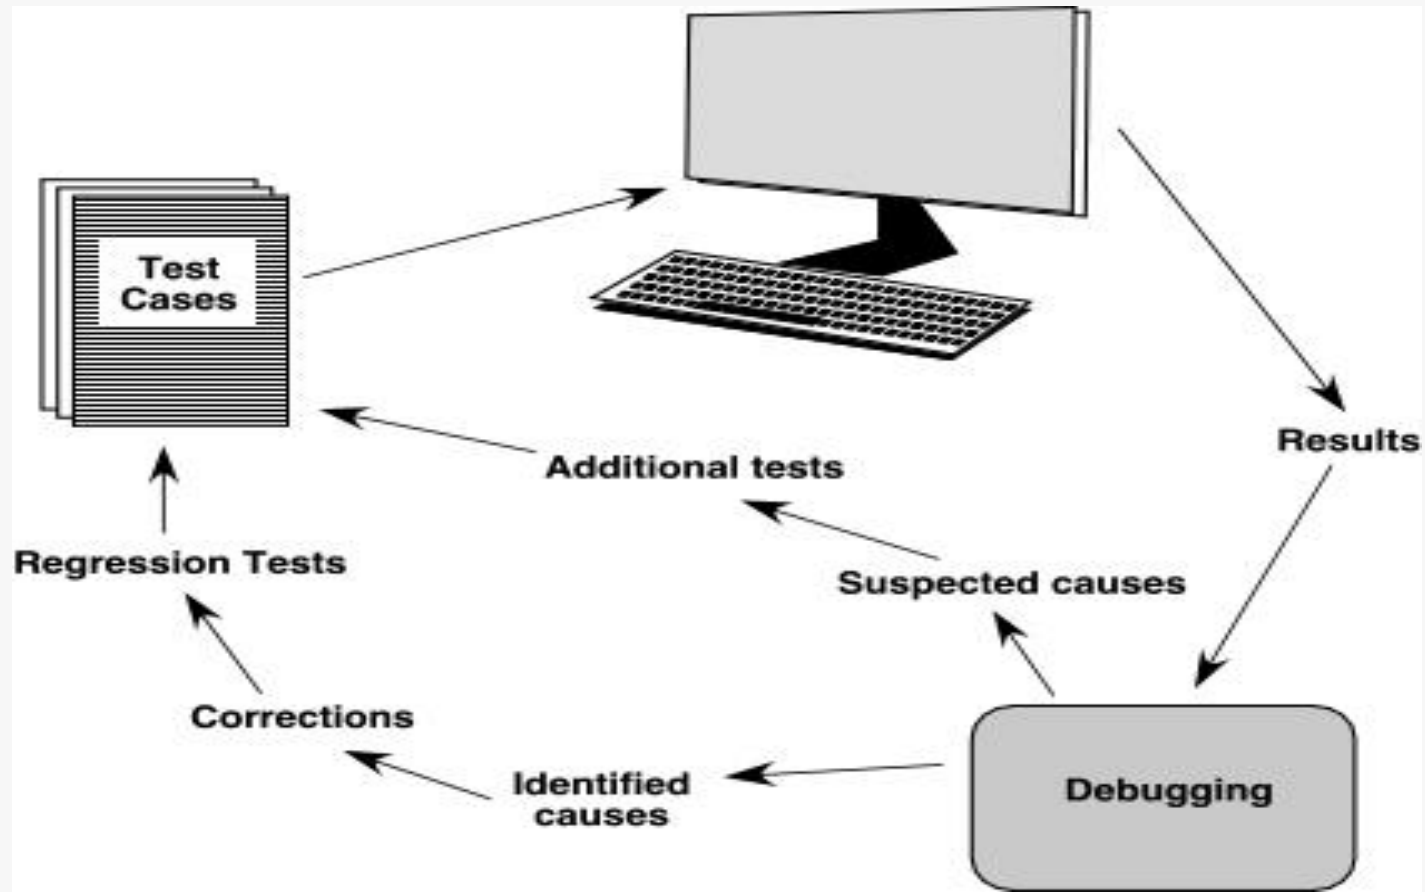 Test
Cases
Results
Additional tests
Regression Tests
Suspected causes
Corrections
Identified
causes
Debugging